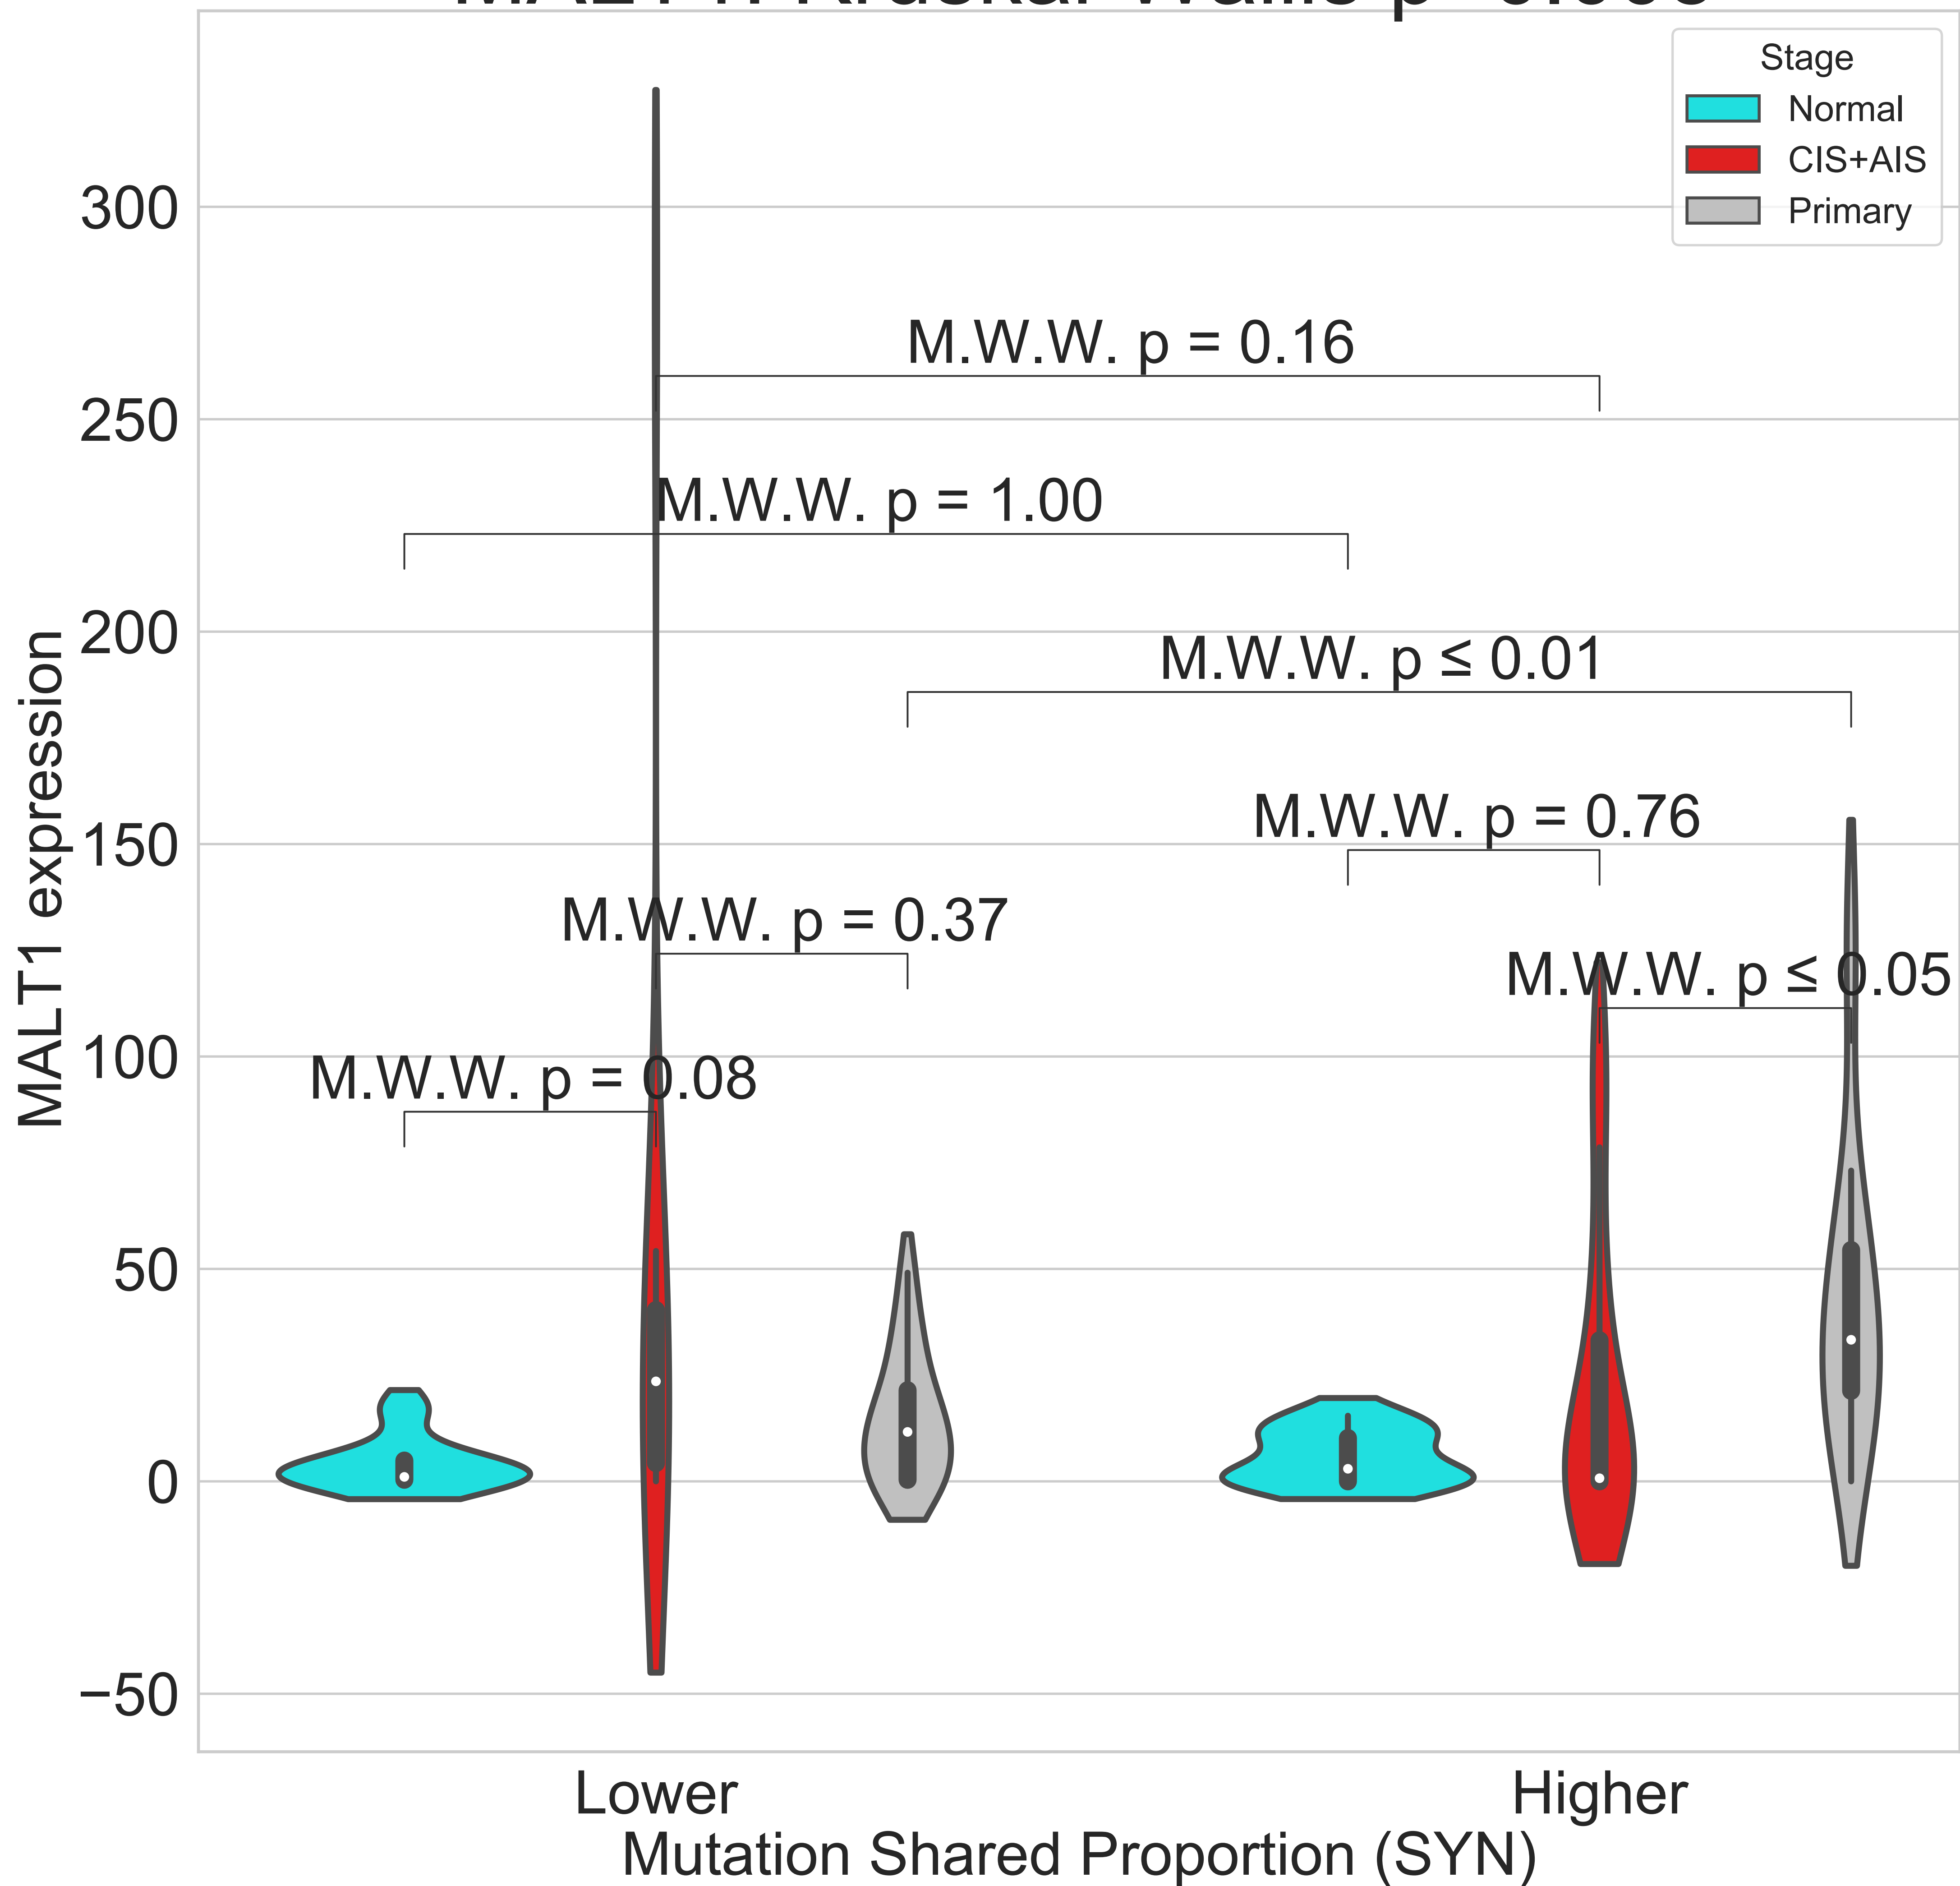 Stage
Normal
CIS+AIS
Primary
300
250
200
150
100
50
0
−50
MALT1 expression
M.W.W. p = 0.16
M.W.W. p = 1.00
M.W.W. p ≤ 0.01
M.W.W. p = 0.76
M.W.W. p = 0.37
M.W.W. p ≤ 0.05
M.W.W. p = 0.08
Lower
Higher
Mutation Shared Proportion (SYN)